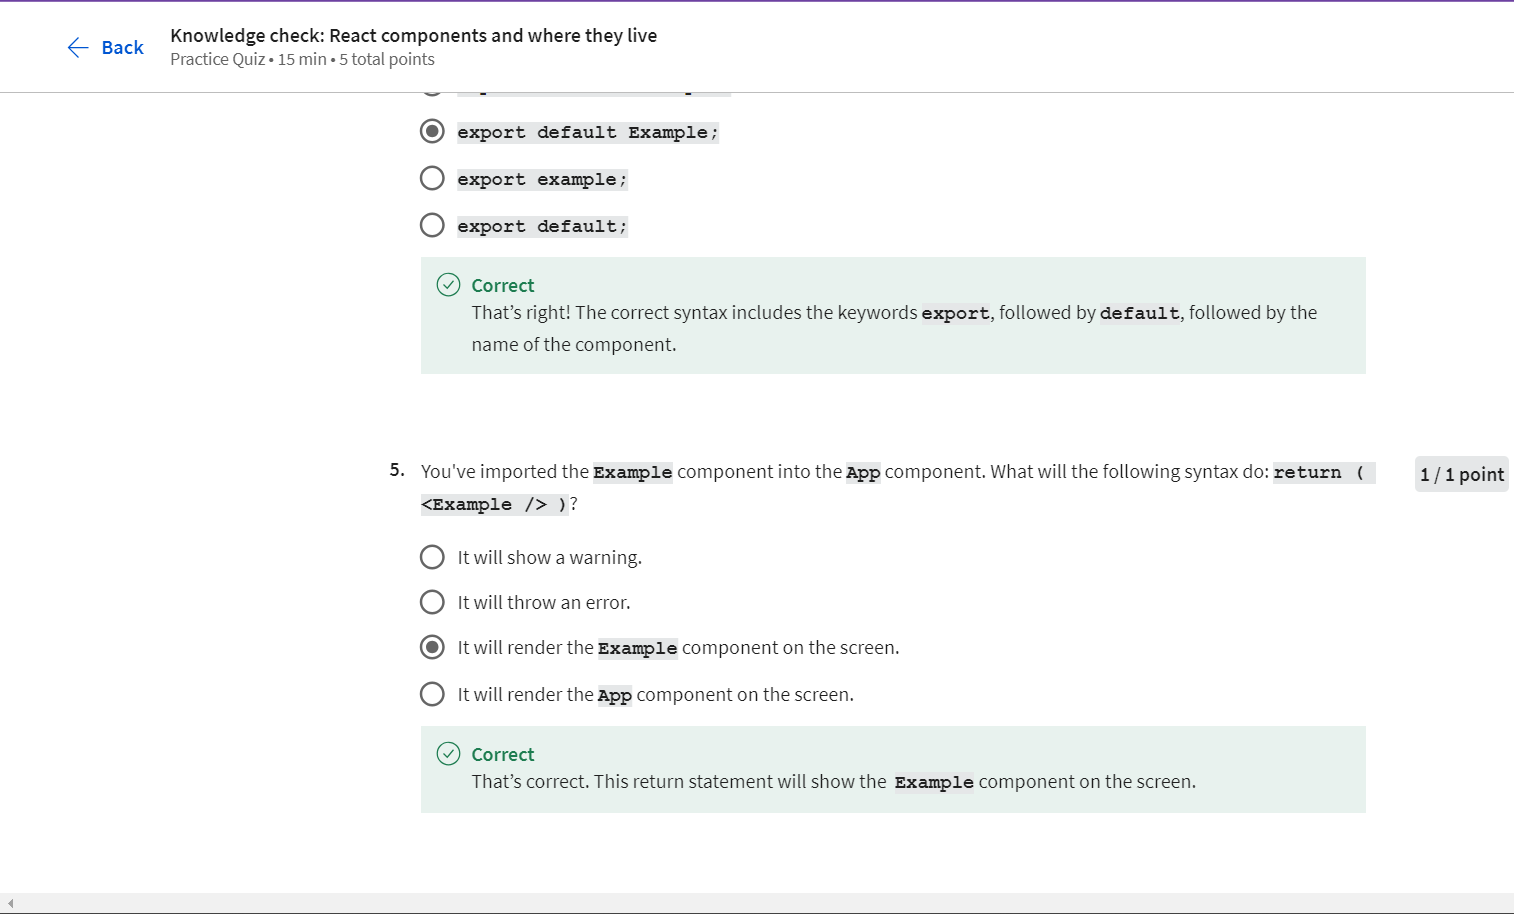 Back
Knowledge check: React components and where they live
Practice Quiz • 15 min • 5 total points
export default Example;
export example;
export default;
Correct
That’s right! The correct syntax includes the keywords export, followed by default, followed by the
name of the component.
5. You've imported the Example component into the App component. What will the following syntax do: return (
<Example /> )?
1 / 1 point
It will show a warning.
It will throw an error.
It will render the Example component on the screen.
It will render the App component on the screen.
Correct
That’s correct. This return statement will show the Example component on the screen.